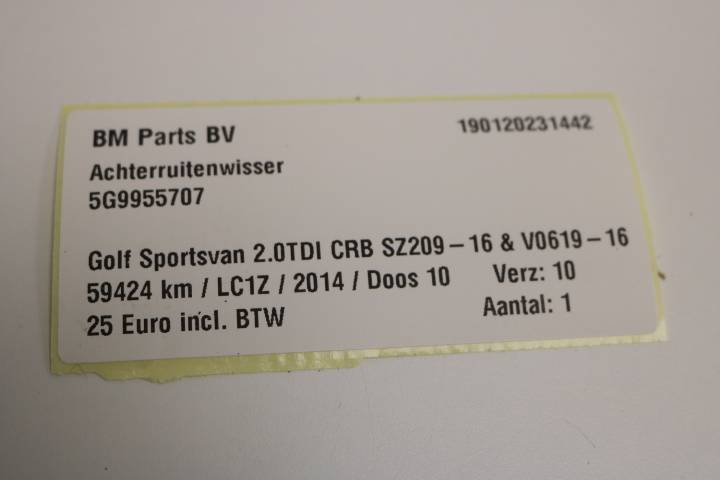 BM Parts BV 190120231442
Achterruitenwisser
5G9955707
Golf Sportsvan 2.0TDI CRB SZ209-16 & V0619-16
59424 km / LC1Z / 2014 / Doos 10 Verz: 10
25 Euro incl. BTW Aantal: 1